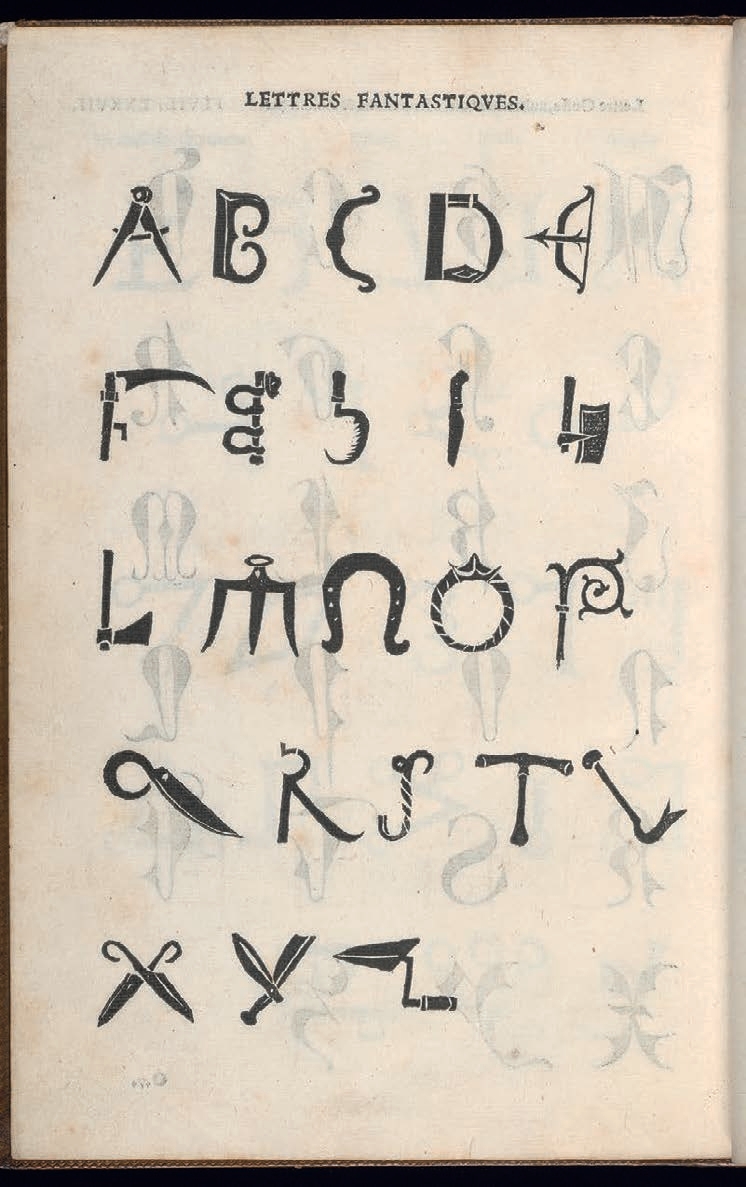 LETTRES FANTASTIQVES.
A B C D E
F G H I K
L M N O P
Q R S T V
X Y Z